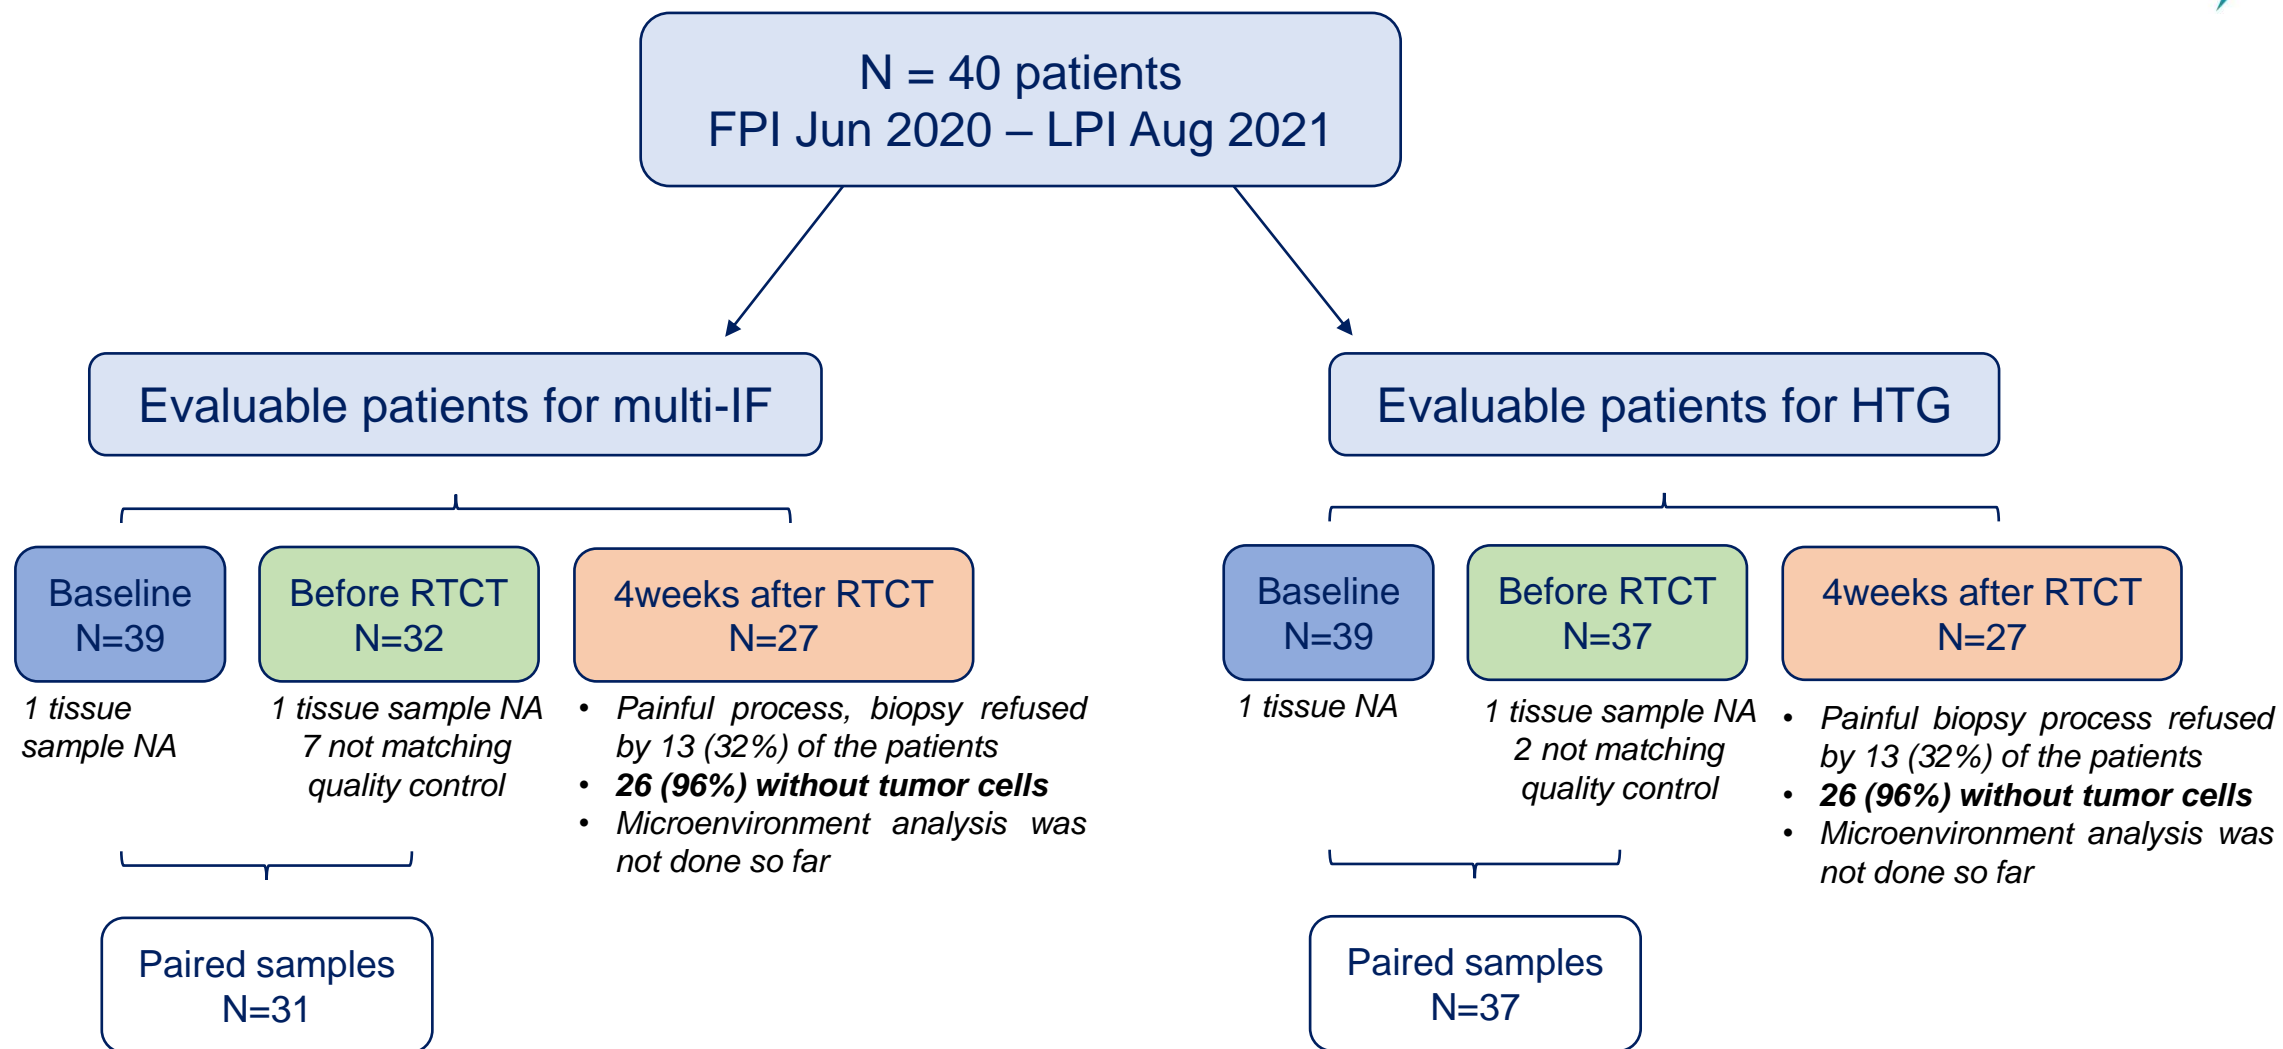 N = 40 patients
FPI Jun 2020 – LPI Aug 2021
Evaluable patients for multi-IF
Baseline
N=39
Before RTCT
N=32
4weeks after RTCT
N=27
1 tissue
sample NA
1 tissue sample NA
7 not matching
quality control
• Painful process, biopsy refused
by 13 (32%) of the patients
• 26 (96%) without tumor cells
• Microenvironment analysis was
not done so far
Paired samples
N=31
Evaluable patients for HTG
Baseline
N=39
Before RTCT
N=37
4weeks after RTCT
N=27
1 tissue NA
1 tissue sample NA
2 not matching
quality control
• Painful biopsy process refused
by 13 (32%) of the patients
• 26 (96%) without tumor cells
• Microenvironment analysis was
not done so far
Paired samples
N=37